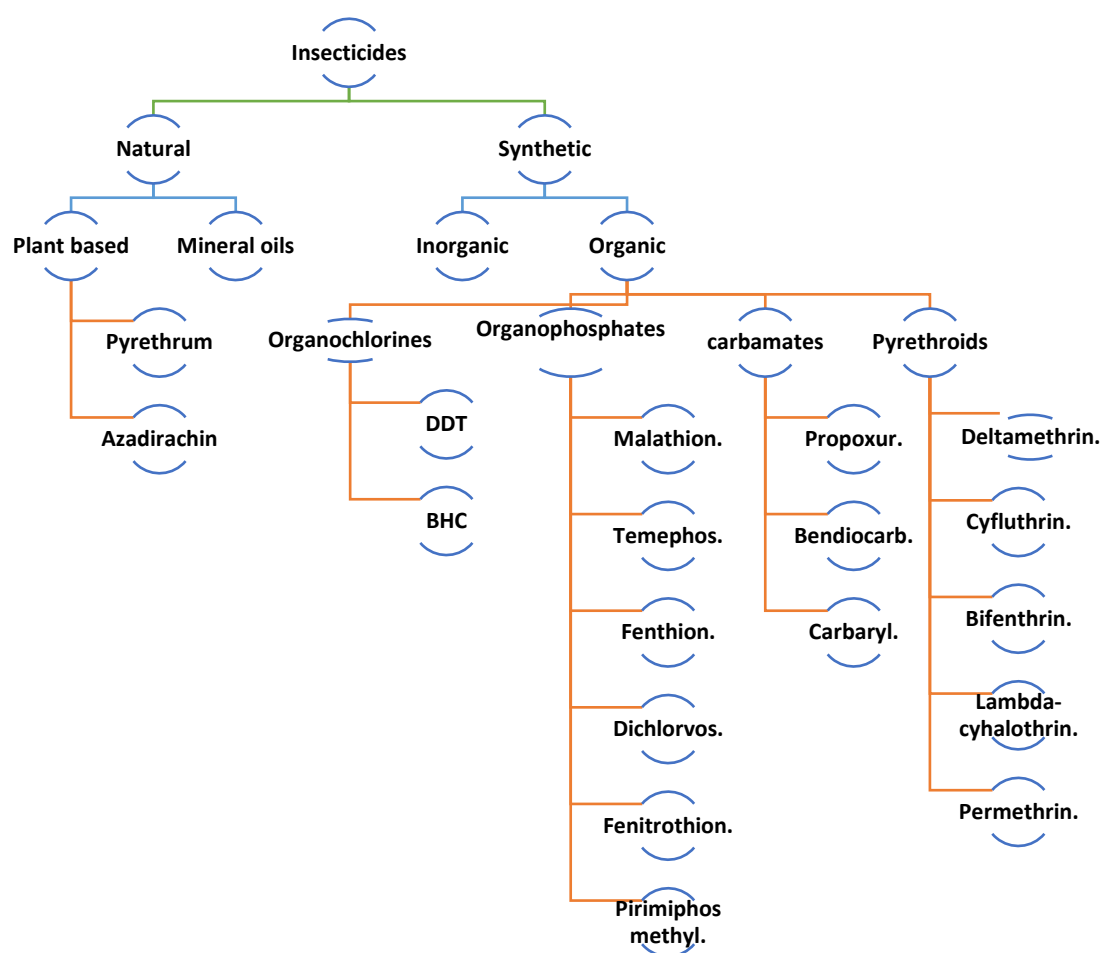 Insecticides
Natural
Synthetic
Plant based
Mineral oils
Inorganic
Organic
Organochlorines
Organophosphates
carbamates
Pyrethroids
Pyrethrum
Azadirachin
DDT
BHC
Malathion.
Temephos.
Fenthion.
Dichlorvos.
Fenitrothion.
Pirimiphos
methyl.
Propoxur.
Bendiocarb.
Carbaryl.
Deltamethrin.
Cyfluthrin.
Bifenthrin.
Lambda-
cyhalothrin.
Permethrin.